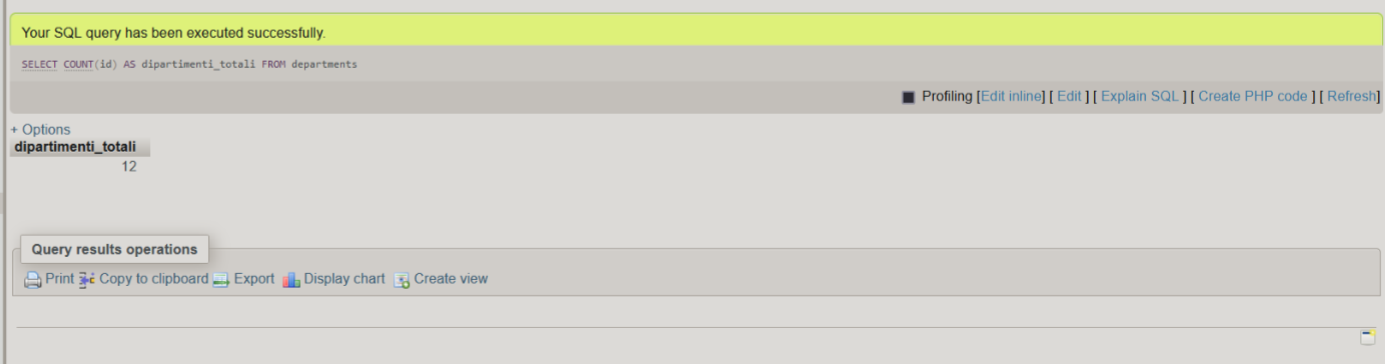 Your SQL query has been executed successfully.
SELECT COUNT(id) AS dipartimenti_totali FROM departments
Profiling [Edit inline] [ Edit ] [ Explain SQL ] [ Create PHP code ] [ Refresh]
+ Options
dipartimenti_totali
12
Query results operations
Print Copy to clipboard Export Display chart Create view